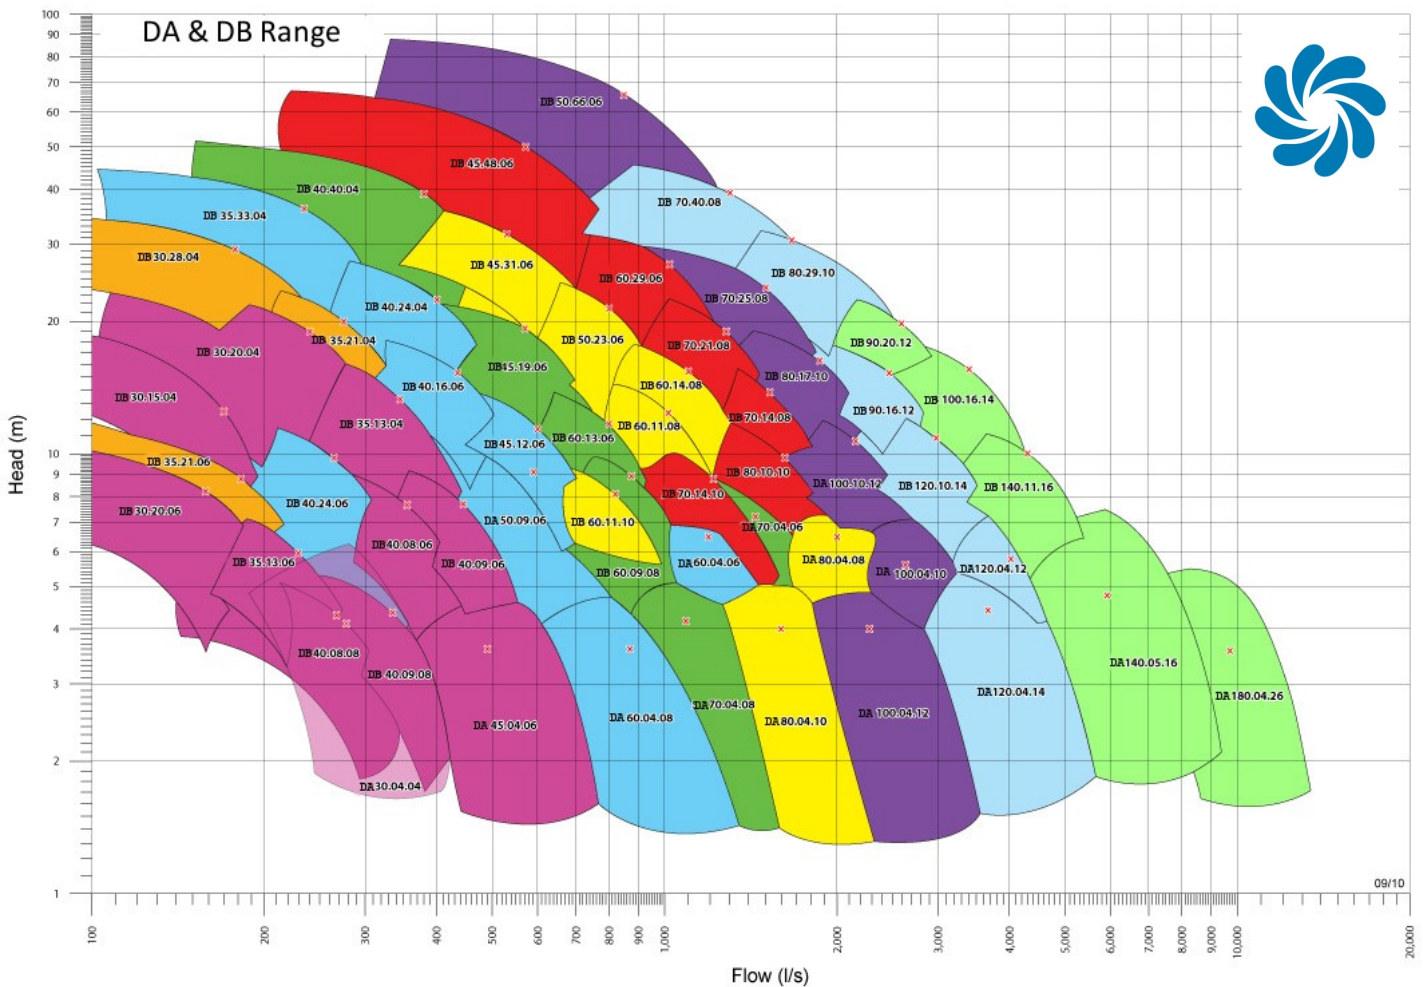 DA & DB Range
100
90
80
70
60
50
40
30
20
10
9
8
7
6
5
4
3
2
1
Head (m)
DB 50.66.06
DB 45.48.06
DB 40.40.04
DB 70.40.08
DB 35.33.04
DB 30.28.04
DB 45.31.06
DB 80.29.10
DB 60.29.06
DB 70.25.08
DB 40.24.04
DB 35.21.04
DB 50.23.06
DB 70.21.08
DB 90.20.12
DB 30.20.04
DB 45.19.06
DB 40.16.06
DB 60.14.08
DB 80.17.10
DB 30.15.04
DB 90.16.12
DB 100.16.14
DB 35.13.04
DB 60.11.08
DB 70.14.08
DB 45.12.06
DB 60.13.06
DB 35.21.06
DB 80.10.10
DA 100.10.12
DB 120.10.14
DB 140.11.16
DB 40.24.06
DB 70.14.10
DB 30.20.06
DA 50.09.06
DB 60.11.10
DA 70.04.06
DB 40.08.06
DB 35.13.06
DB 40.09.06
DB 60.09.08
DA 60.04.06
DA 80.04.08
DA 100.04.10
DA 120.04.12
DB 40.08.08
DB 40.09.08
DA 45.04.06
DA 60.04.08
DA 70.04.08
DA 80.04.10
DA 100.04.12
DA 120.04.14
DA 140.05.16
DA 180.04.26
DA 30.04.04
09/10
100
200
300
400
500
600
700
800
900
1,000
2,000
3,000
4,000
5,000
6,000
7,000
8,000
9,000
10,000
20,000
Flow (l/s)